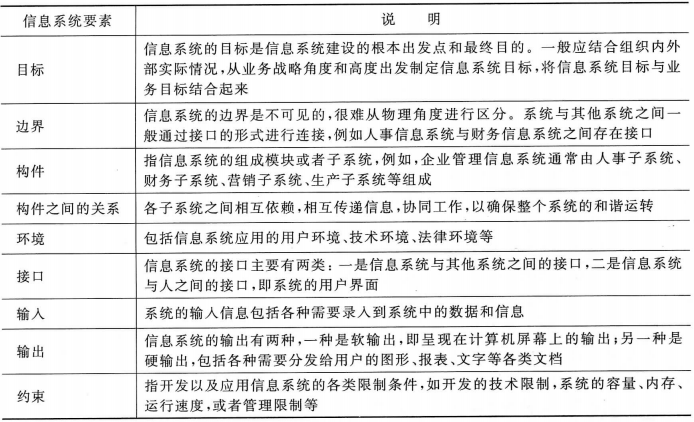 信息系统要素 说 明
目标
信息系统的目标是信息系统建设的根本出发点和最终目的。一般应结合组织内外
部实际情况,从业务战略角度和高度出发制定信息系统目标,将信息系统目标与业
务目标结合起来
边界
信息系统的边界是不可见的,很难从物理角度进行区分。系统与其他系统之间一
般通过接口的形式进行连接,例如人事信息系统与财务信息系统之间存在接口
构件
指信息系统的组成模块或者子系统,例如,企业管理信息系统通常由人事子系统、
财务子系统、营销子系统、生产子系统等组成
构件之间的关系 各子系统之间相互依赖,相互传递信息,协同工作,以确保整个系统的和谐运转
环境 包括信息系统应用的用户环境、技术环境、法律环境等
接口
信息系统的接口主要有两类:一是信息系统与其他系统之间的接口,二是信息系统
与人之间的接口,即系统的用户界面
输入 系统的输入信息包括各种需要录入到系统中的数据和信息
输出
信息系统的输出有两种,一种是软输出,即呈现在计算机屏幕上的输出;另一种是
硬输出,包括各种需要分发给用户的图形、报表、文字等各类文档
约束
指开发以及应用信息系统的各类限制条件,如开发的技术限制,系统的容量、内存、
运行速度,或者管理限制等